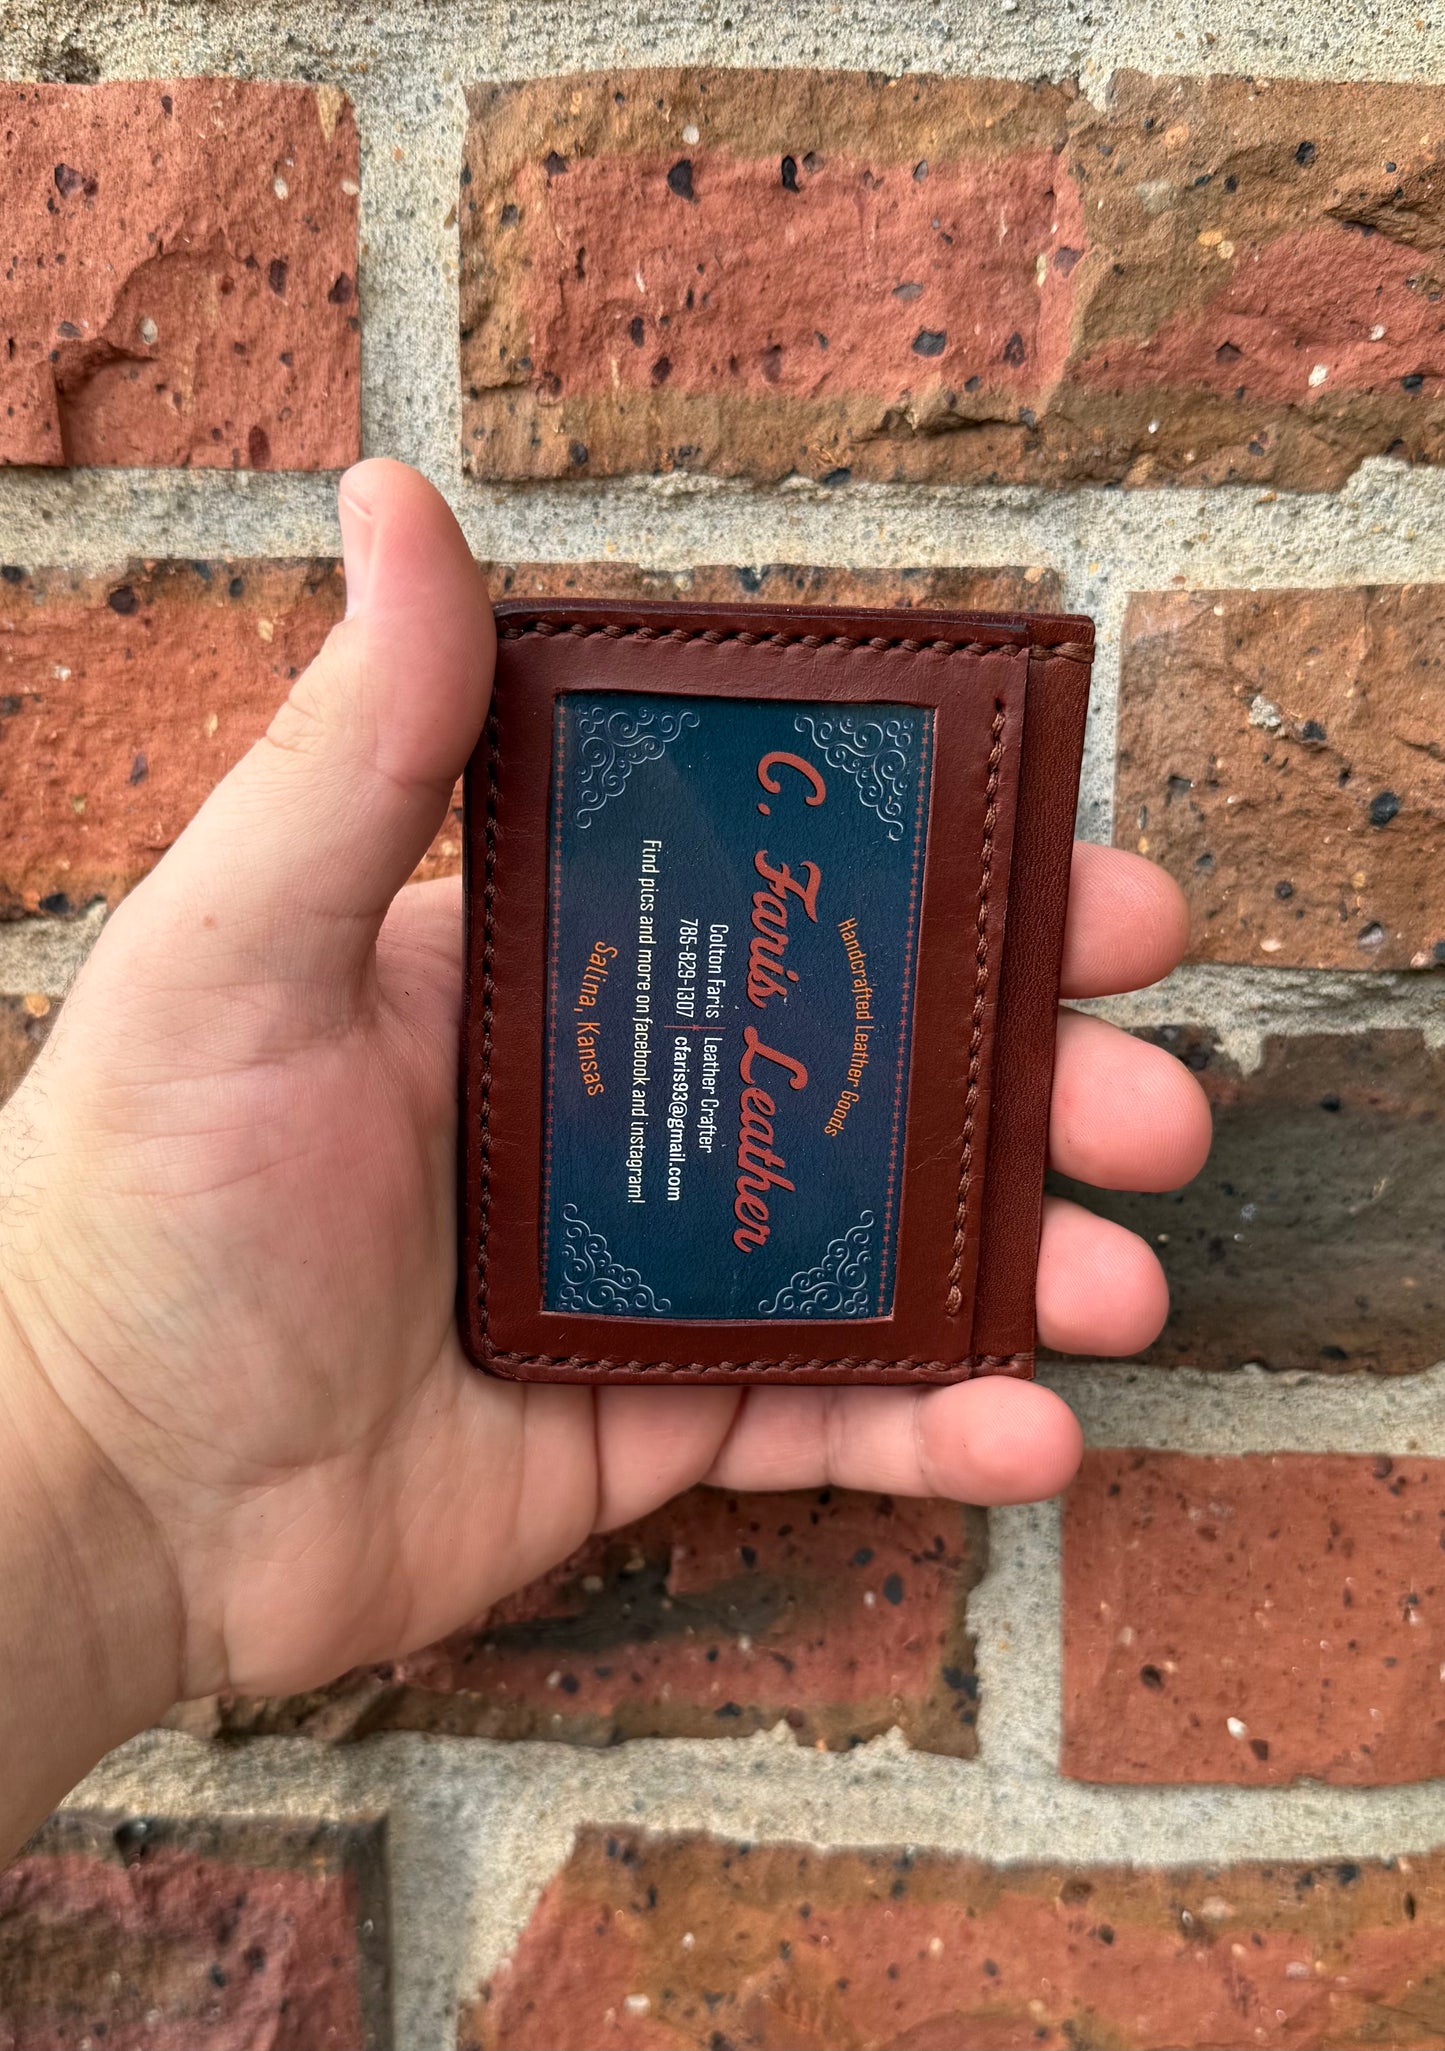 Handcrafted Leather Goods
C. Faris Leather
Colton Faris | Leather Crafter
785-829-1307 | cfaris93@gmail.com
Find pics and more on facebook and instagram!
Salina, Kansas